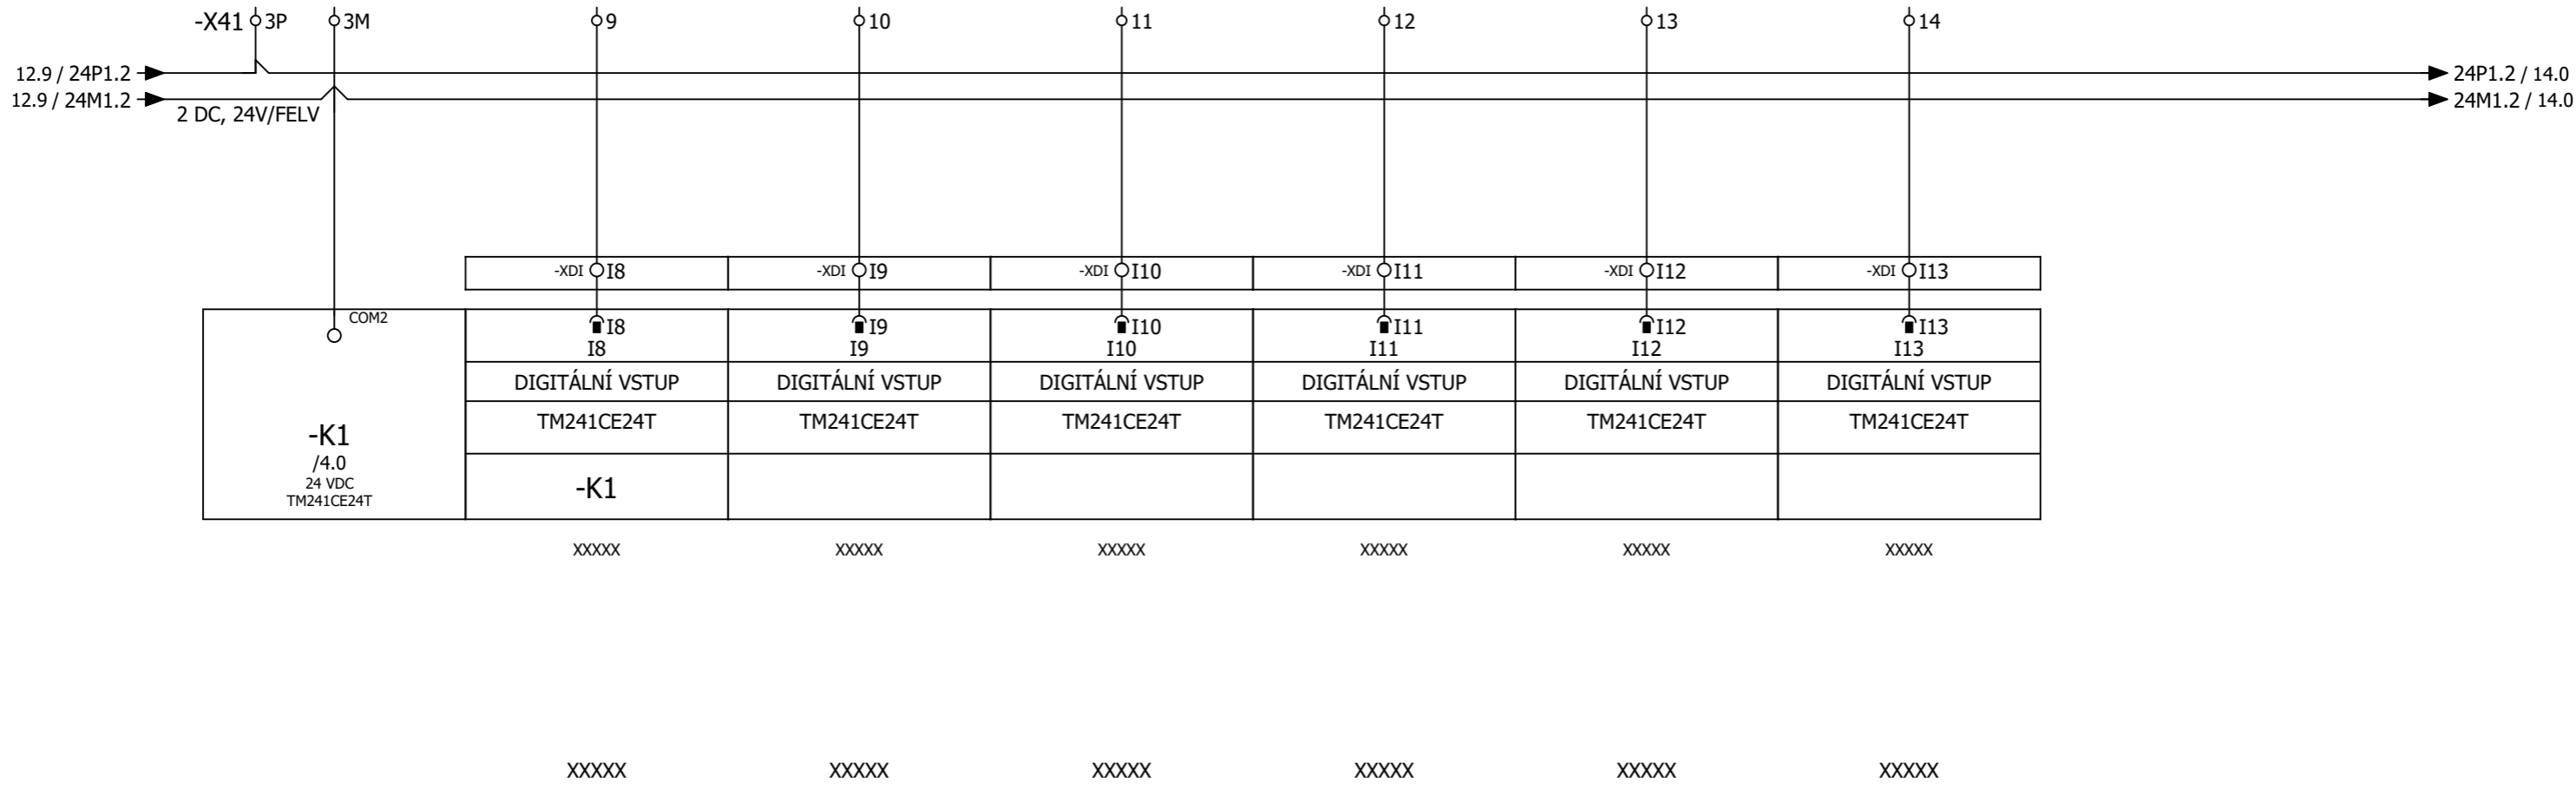 -X41 3P 3M 9 10 11 12 13 14
12.9 / 24P1.2 24P1.2 / 14.0
12.9 / 24M1.2 24M1.2 / 14.0
2 DC, 24V/FELV
-XDI I8 -XDI I9 -XDI I10 -XDI I11 -XDI I12 -XDI I13
COM2
I8 I9 I10 I11 I12 I13
I8 I9 I10 I11 I12 I13
DIGITÁLNÍ VSTUP DIGITÁLNÍ VSTUP DIGITÁLNÍ VSTUP DIGITÁLNÍ VSTUP DIGITÁLNÍ VSTUP DIGITÁLNÍ VSTUP
TM241CE24T TM241CE24T TM241CE24T TM241CE24T TM241CE24T TM241CE24T
-K1
/4.0
24 VDC
TM241CE24T
-K1
XXXXX XXXXX XXXXX XXXXX XXXXX XXXXX
XXXXX XXXXX XXXXX XXXXX XXXXX XXXXX